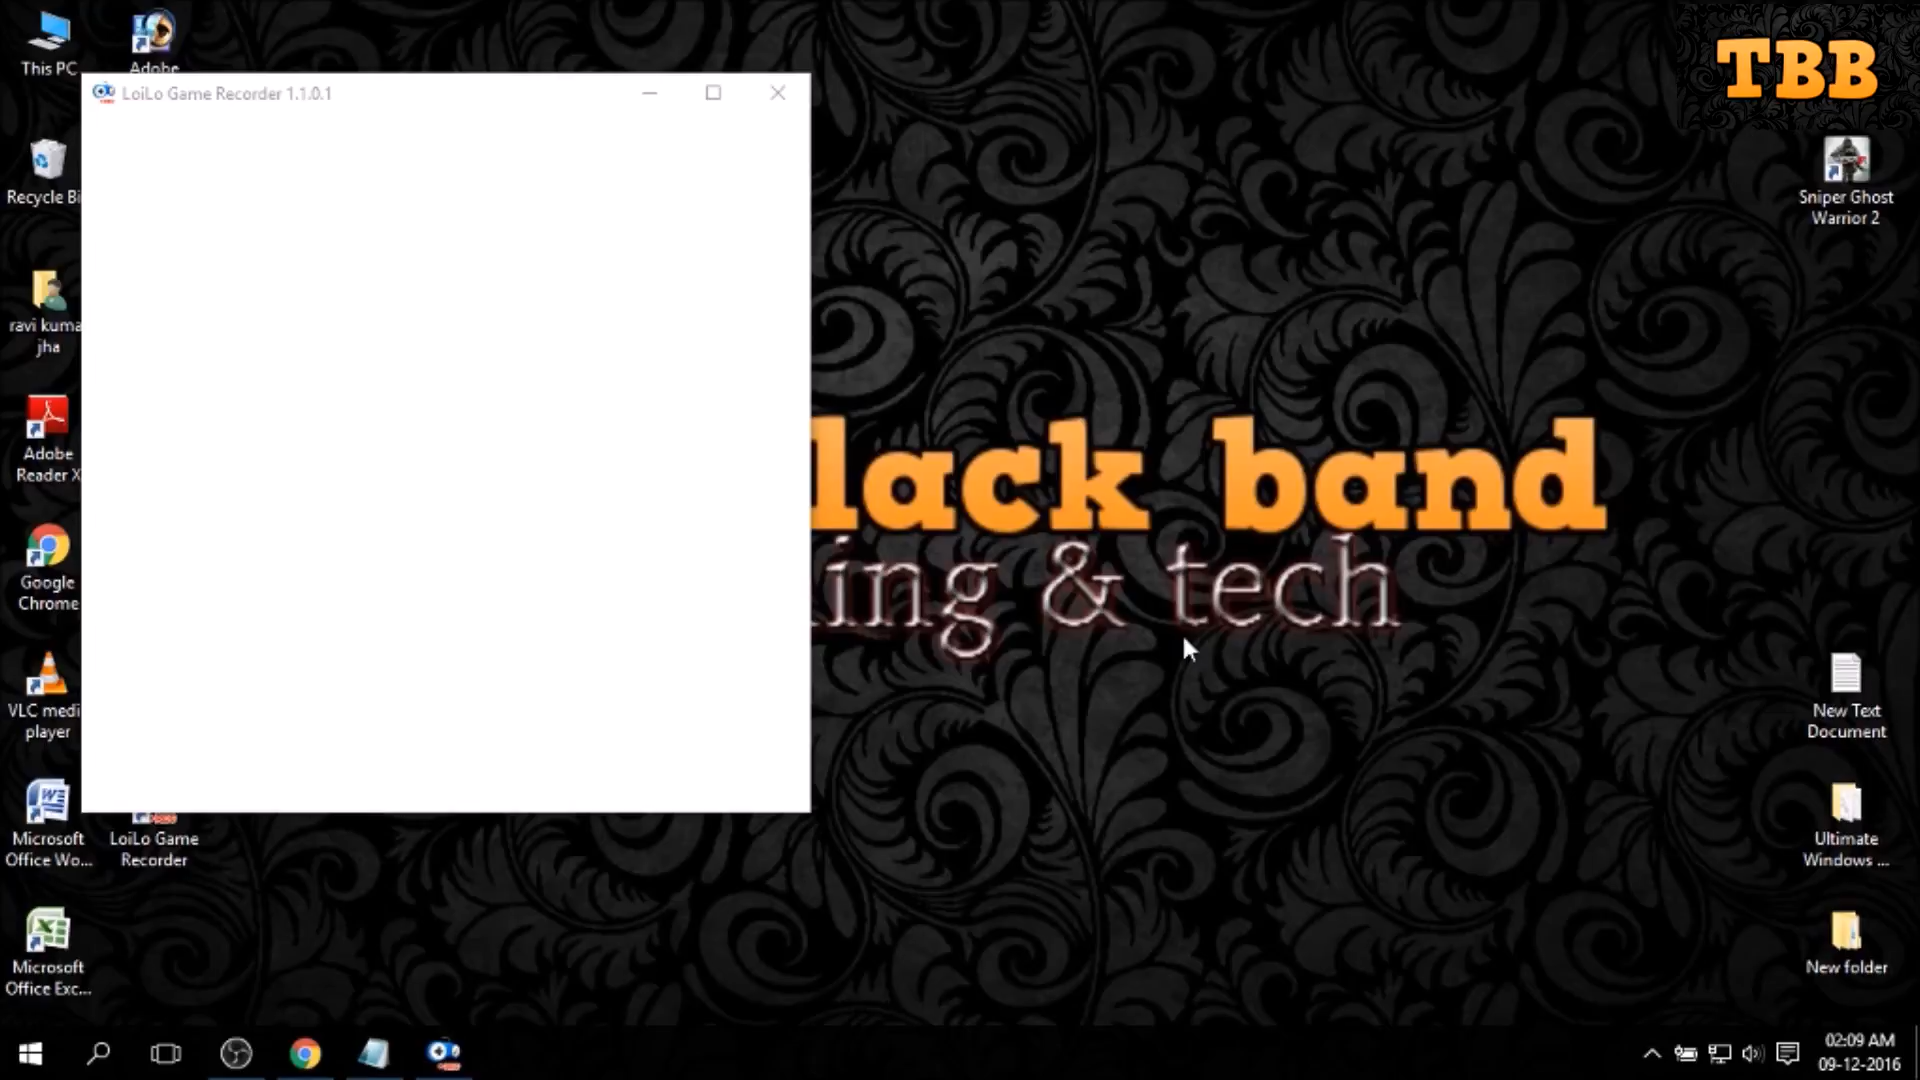 This PC
Adobe
TBB
LoiLo Game Recorder 1.1.0.1
Recycle Bi
Sniper Ghost
Warrior 2
ravi kuma
jha
Adobe
Reader X
lack band
ing & tech
Google
Chrome
VLC medi
player
New Text
Document
Microsoft
Office Wo...
LoiLo Game
Recorder
Ultimate
Windows ...
Microsoft
Office Exc...
New folder
02:09 AM
09-12-2016